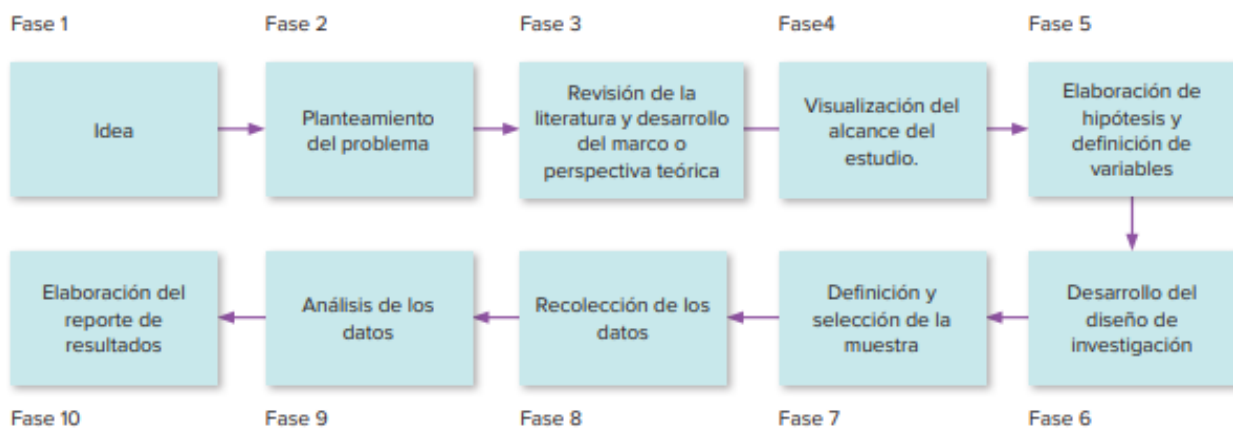 Fase 1
Fase 2
Fase 3
Fase4
Fase 5
Idea
Planteamiento
del problema
Revisión de la
literatura y desarrollo
del marco o
perspectiva teórica
Visualización del
alcance del
estudio.
Elaboración de
hipótesis y
definición de
variables
Elaboración del
reporte de
resultados
Análisis de los
datos
Recolección de los
datos
Definición y
selección de la
muestra
Desarrollo del
diseño de
investigación
Fase 10
Fase 9
Fase 8
Fase 7
Fase 6